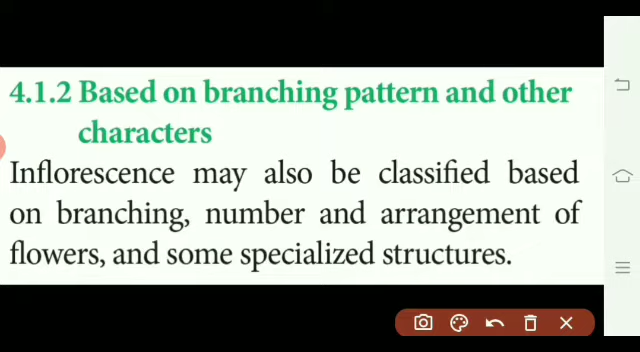 4.1.2 Based on branching pattern and other
characters
Inflorescence may also be classified based
on branching, number and arrangement of
flowers, and some specialized structures.